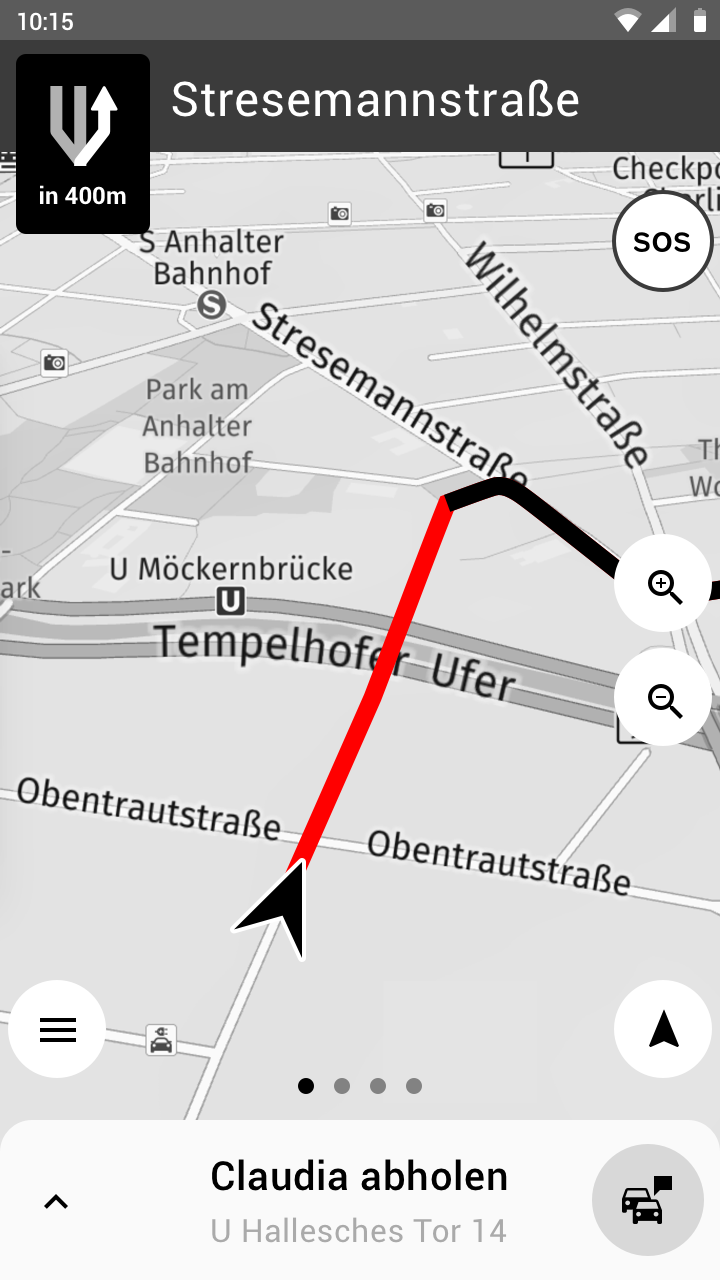 10:15
in 400m
Stresemannstraße
SOS
S Anhalter
Bahnhof
S
Stresemannstraße
Wilhelmstraße
Park am
Anhalter
Bahnhof
U Möckernbrücke
U
Tempelhofer Ufer
Obentrautstraße
Obentrautstraße
Claudia abholen
U Hallesches Tor 14